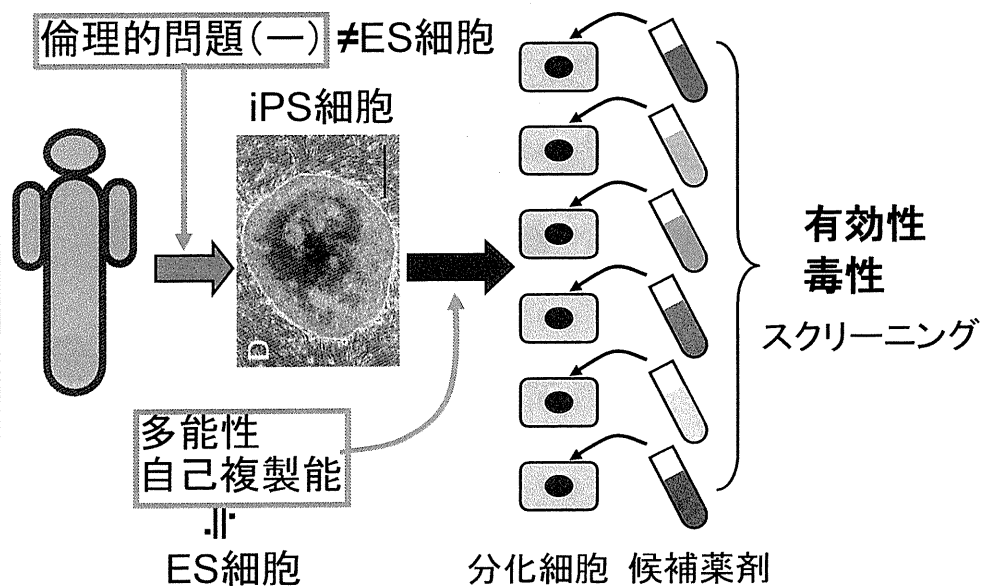 倫理的問題(－) ≠ES細胞
iPS細胞
D
多能性
自己複製能
≒
ES細胞
分化細胞 候補薬剤
有効性
毒性
スクリーニング